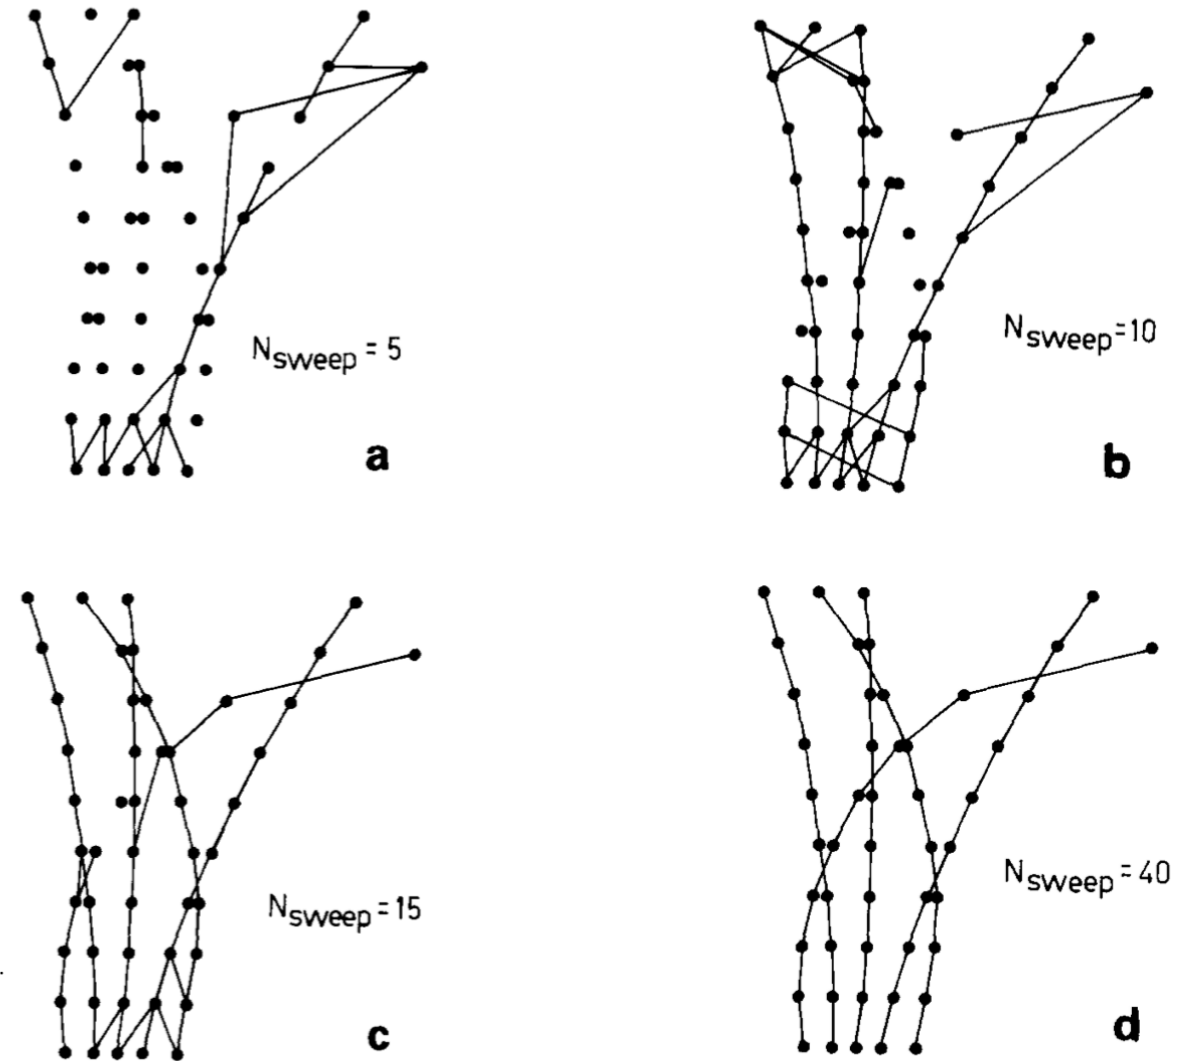 N_sweep = 5
a
N_sweep = 10
b
N_sweep = 15
c
N_sweep = 40
d